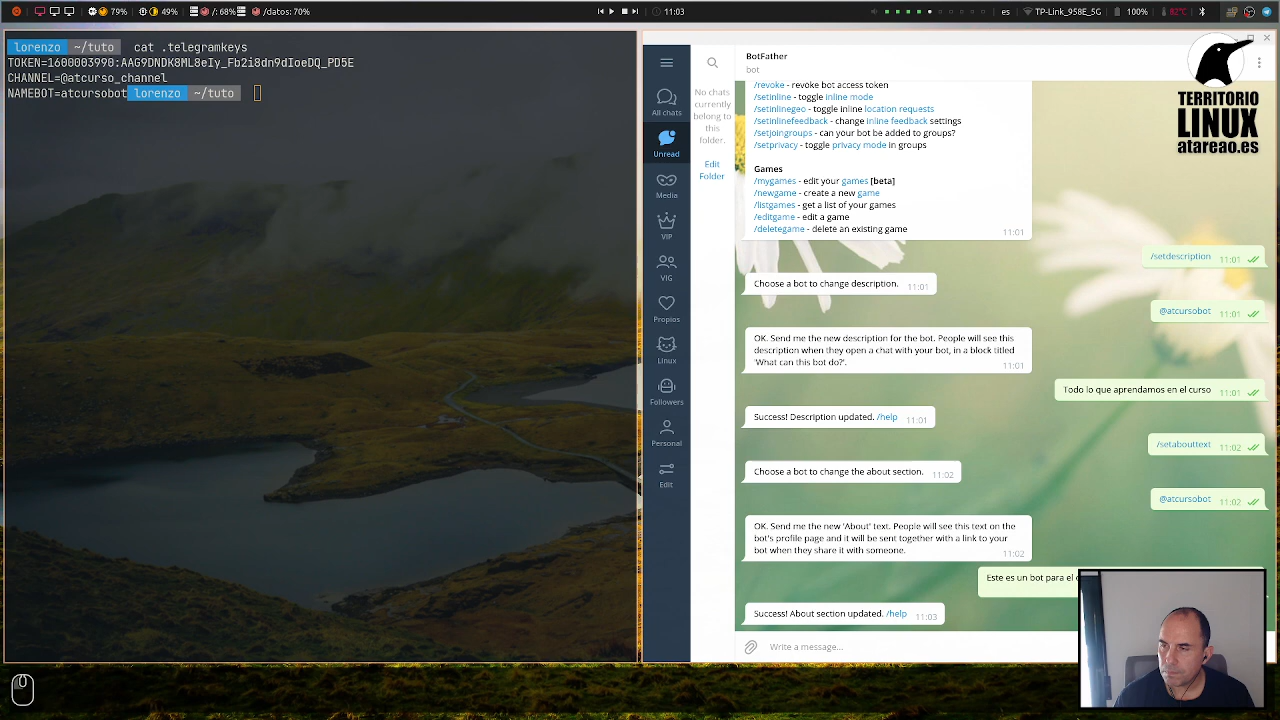 79% 49% /: 68% /datos: 70%
11:03
es TP-Link_958E_5G 100% 82°C
lorenzo ~/tuto cat .telegramkeys
CHANNEL=@atcurso_channel
NAMEBOT=atcursobot lorenzo ~/tuto
All chats
Unread
Media
VIP
VIG
Propios
Linux
Followers
Personal
Edit
No chats
currently
belong to
this
folder.
Edit
Folder
BotFather
bot
/revoke - revoke bot access token
/setinline - toggle inline mode
/setinlinegeo - toggle inline location requests
/setinlinefeedback - change inline feedback settings
/setjoingroups - can your bot be added to groups?
/setprivacy - toggle privacy mode in groups
Games
/mygames - edit your games [beta]
/newgame - create a new game
/listgames - get a list of your games
/editgame - edit a game
/deletegame - delete an existing game
11:01
/setdescription 11:01
Choose a bot to change description. 11:01
@atcursobot 11:01
OK. Send me the new description for the bot. People will see this
description when they open a chat with your bot, in a block titled
'What can this bot do?'. 11:01
Todo lo que aprendamos en el curso 11:01
Success! Description updated. /help 11:01
/setabouttext 11:02
Choose a bot to change the about section. 11:02
@atcursobot 11:02
OK. Send me the new 'About' text. People will see this text on the
bot's profile page and it will be sent together with a link to your
bot when they share it with someone. 11:02
Este es un bot para el
Success! About section updated. /help 11:03
Write a message...
TERRITORIO
LINUX
atareao.es